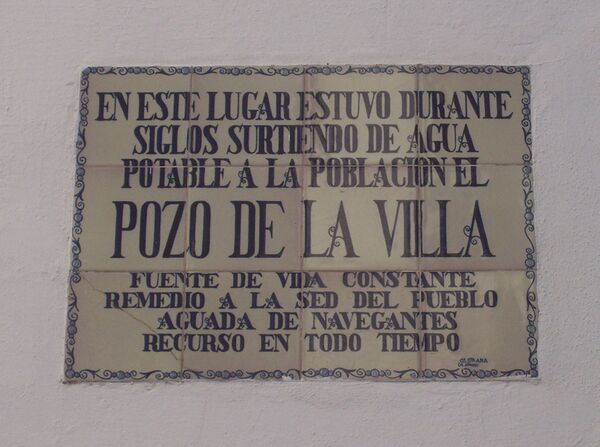 EN ESTE LUGAR ESTUVO DURANTE
SIGLOS SURTIENDO DE AGUA
POTABLE A LA POBLACION EL
POZO DE LA VILLA
FUENTE DE VIDA CONSTANTE
REMEDIO A LA SED DEL PUEBLO
AGUADA DE NAVEGANTES
RECURSO EN TODO TIEMPO